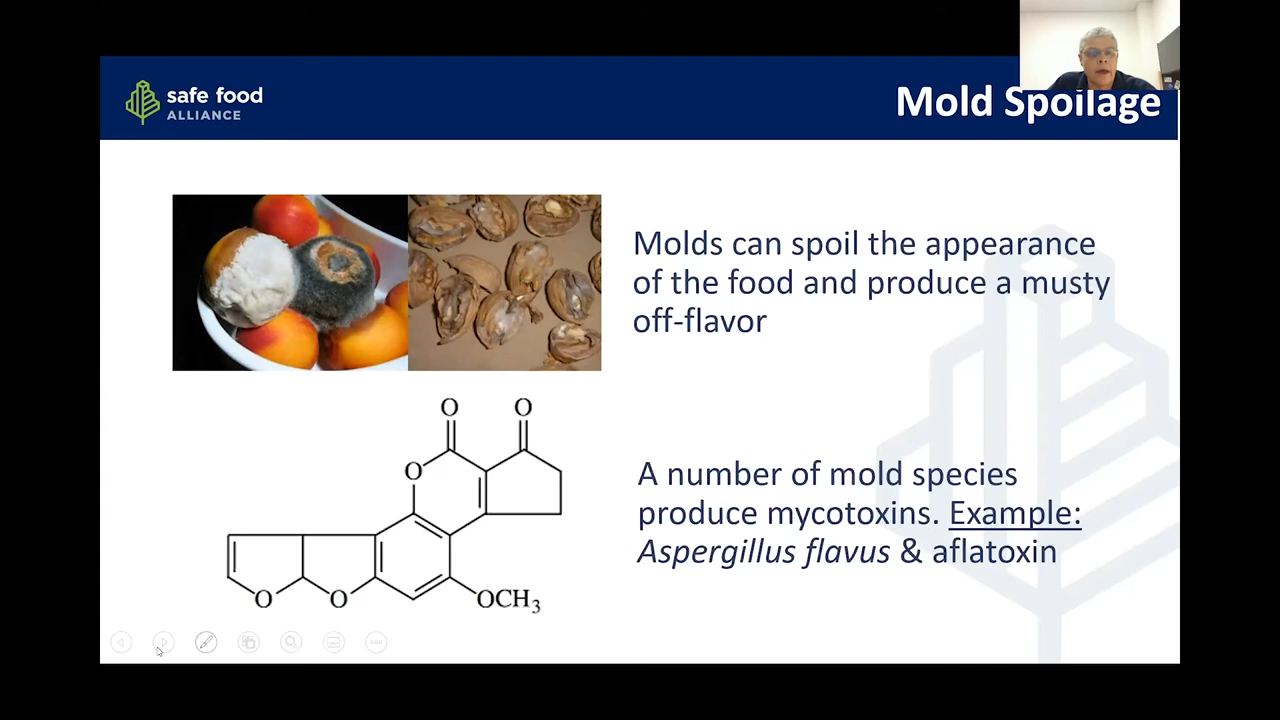 safe food
ALLIANCE
Mold Spoilage
Molds can spoil the appearance
of the food and produce a musty
off-flavor
O O
O
O O OCH3
A number of mold species
produce mycotoxins. Example:
Aspergillus flavus & aflatoxin